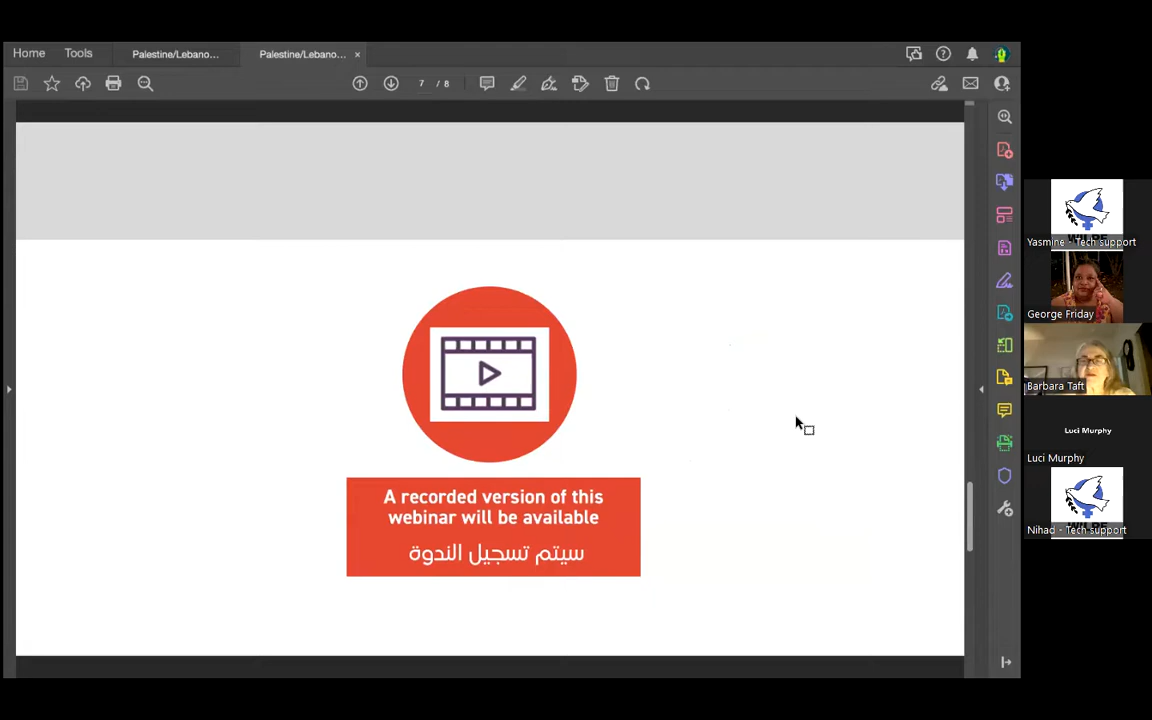 Home
Tools
Palestine/Lebano...
Palestine/Lebano...
7 / 8
A recorded version of this
webinar will be available
سيتم تسجيل الندوة
Yasmine - Tech support
George Friday
Barbara Taft
Luci Murphy
Luci Murphy
Nihad - Tech support